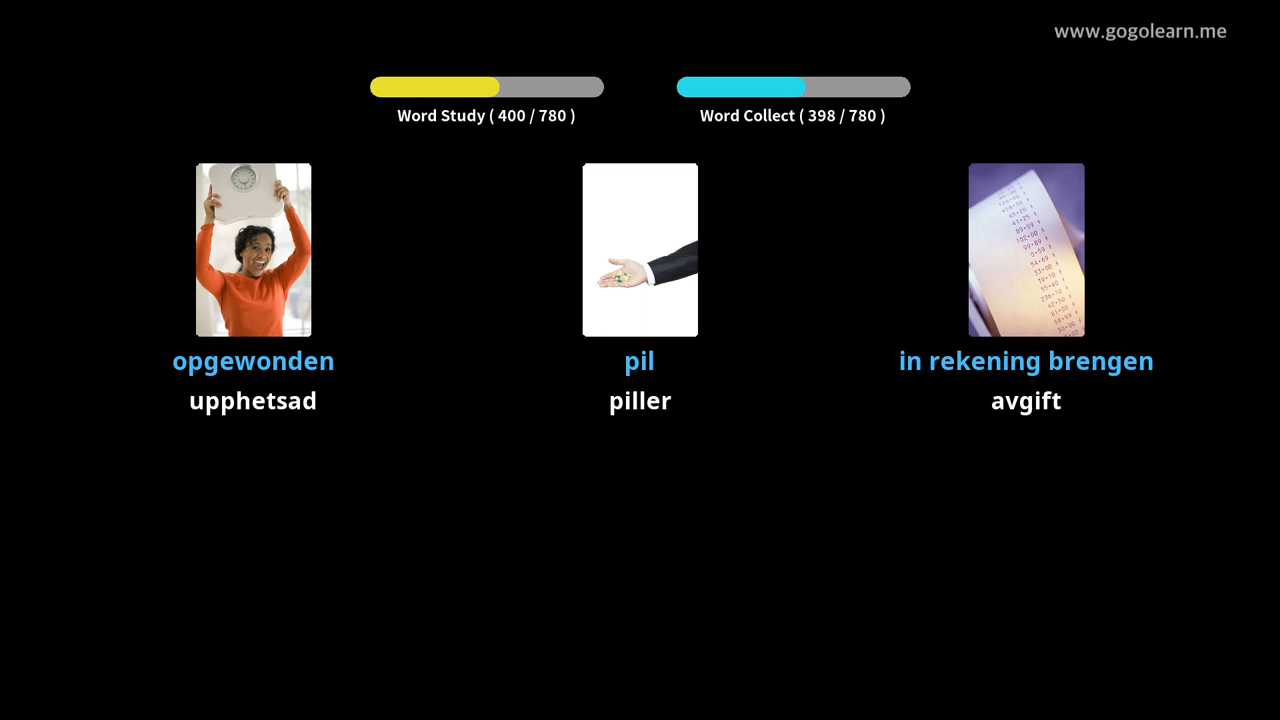 www.gogolearn.me
Word Study ( 400 / 780 )
Word Collect ( 398 / 780 )
opgewonden
pil
in rekening brengen
upphetsad
piller
avgift